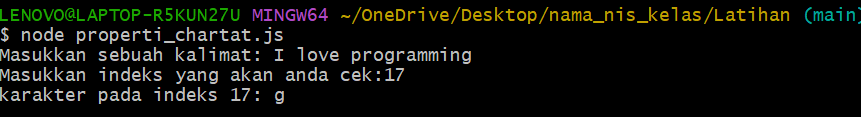 LENOVO@LAPTOP-R5KUN27U MINGW64 ~/OneDrive/Desktop/nama_nis_kelas/Latihan (main)
$ node properti_chartat.js
Masukkan sebuah kalimat: I love programming
Masukkan indeks yang akan anda cek:17
karakter pada indeks 17: g